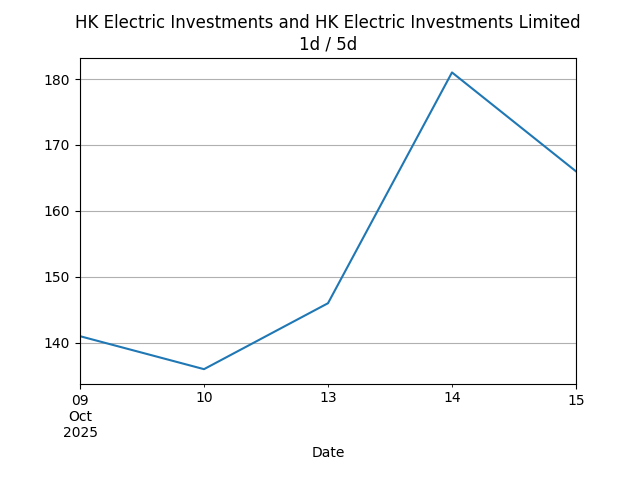 HK Electric Investments and HK Electric Investments Limited
1d / 5d
180
170
160
150
140
09
Oct
2025
10
13
14
15
Date